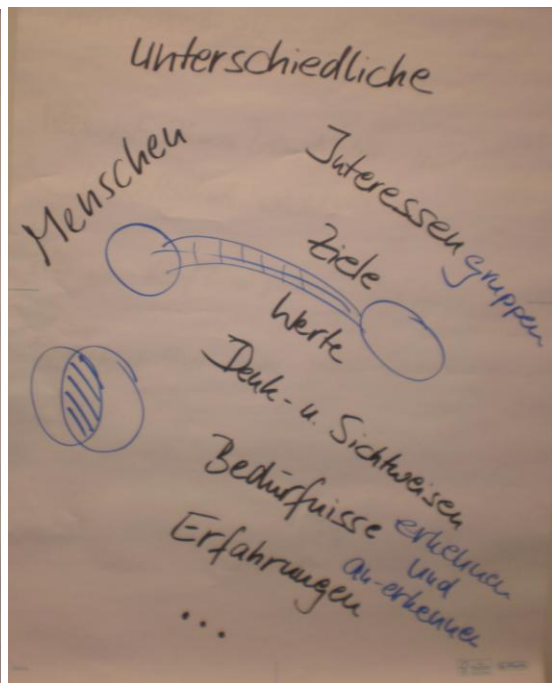 unterschiedliche
Menschen
Interessengruppen
Ziele
Werte
Denk- u. Sichtweisen
Bedürfnisse erkennen
und
an-erkennen
Erfahrungen
...